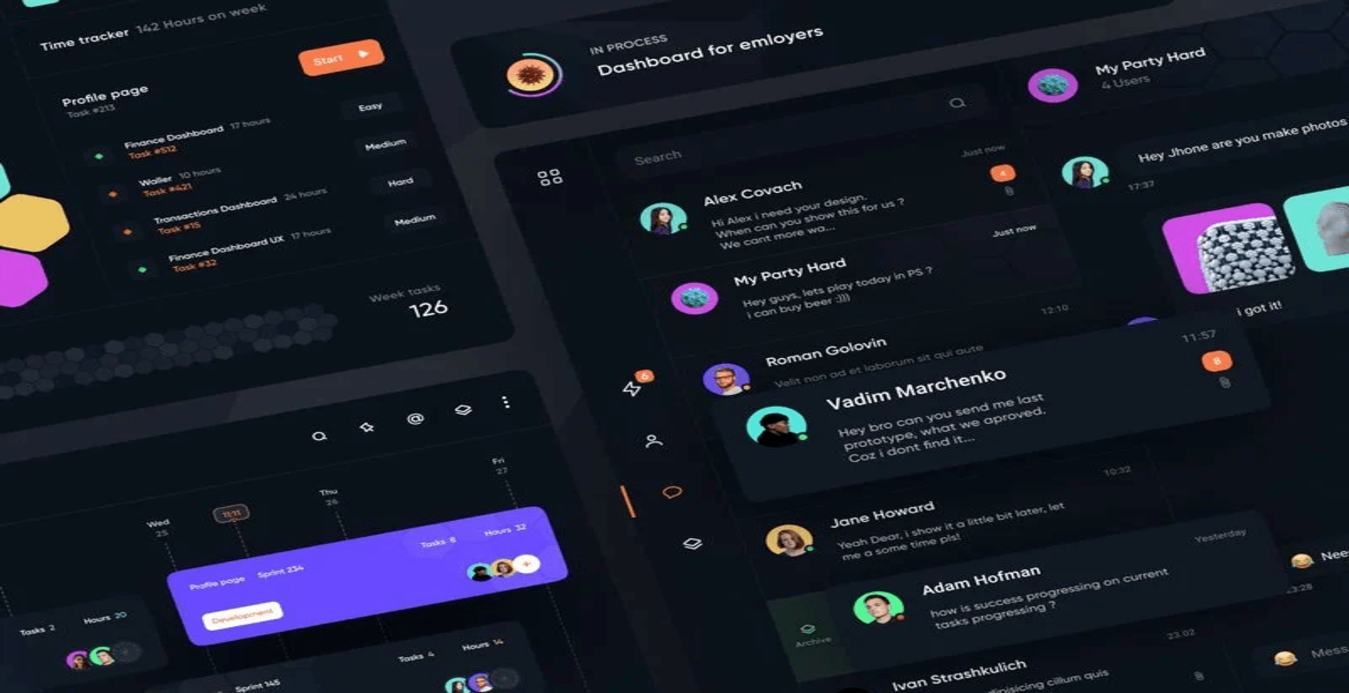 Time tracker 142 Hours on week
Start
Profile page
Task #213
Finance Dashboard 17 hours
Task #512
Easy
Waller 10 hours
Task #421
Medium
Transactions Dashboard 24 hours
Task #15
Hard
Finance Dashboard UX 17 hours
Task #32
Medium
Week tasks
126
Wed
25
11:11
Thu
26
Fri
27
Profile page Sprint 234
Tasks 8 Hours 32
Development
Tasks 2 Hours 20
Tasks 4 Hours 14
Sprint 145
IN PROCESS
Dashboard for emloyers
Search
Alex Covach
Just now
Hi Alex i need your design.
When can you show this for us ?
We cant more wa...
4
My Party Hard
Just now
Hey guys, lets play today in PS ?
i can buy beer :)))
Roman Golovin
12:10
Velit non ad et laborum sit qui aute
6
Vadim Marchenko
11:57
Hey bro can you send me last
prototype, what we aproved.
Coz i dont find it...
8
Jane Howard
10:32
Yeah Dear, i show it a little bit later, let
me a some time pls!
Adam Hofman
Yesterday
how is success progressing on current
tasks progressing ?
Archive
Ivan Strashkulich
23.02
cillum quis
My Party Hard
4 Users
Hey Jhone are you make photos
17:37
i got it!
Nee
3:28
Mess